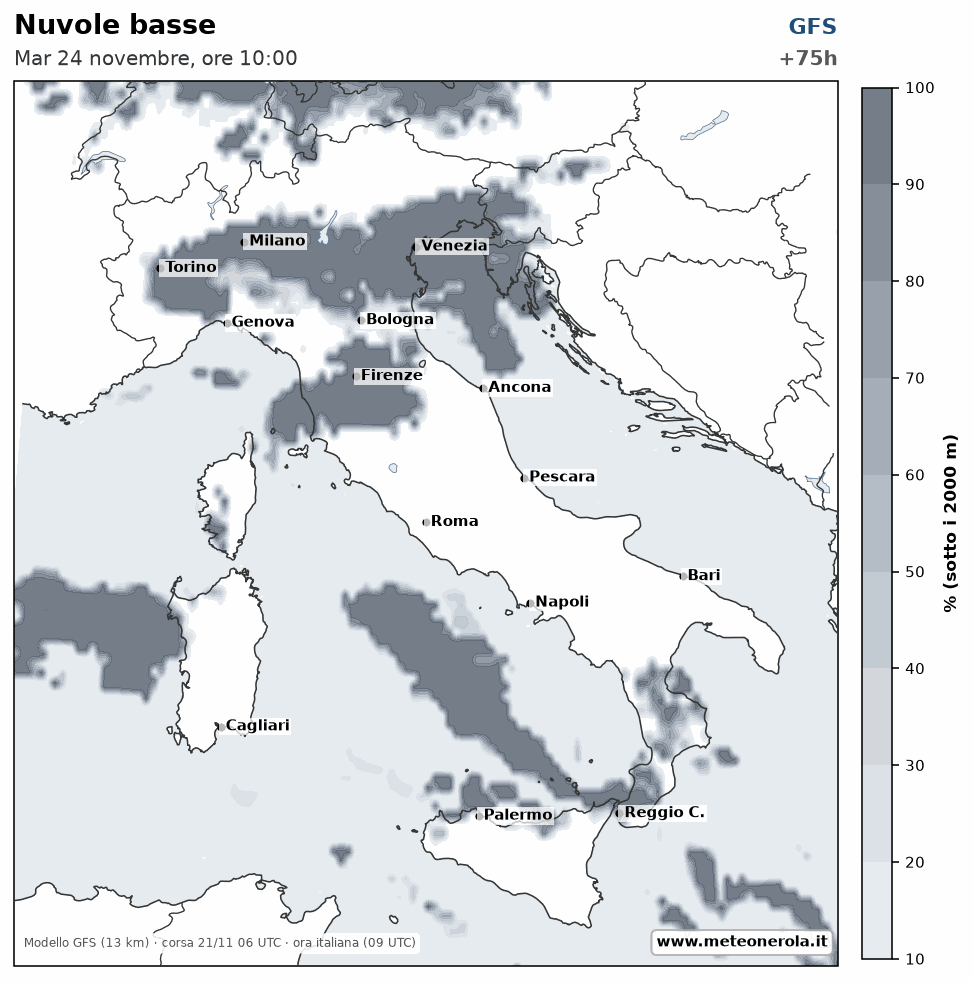 Nuvole basse
GFS
Mar 24 novembre, ore 10:00
+75h
100
90
80
70
60
50
40
30
20
10
% (sotto i 2000 m)
Milano
Venezia
Torino
Genova
Bologna
Firenze
Ancona
Pescara
Roma
Bari
Napoli
Cagliari
Palermo
Reggio C.
Modello GFS (13 km) · corsa 21/11 06 UTC · ora italiana (09 UTC)
www.meteonerola.it